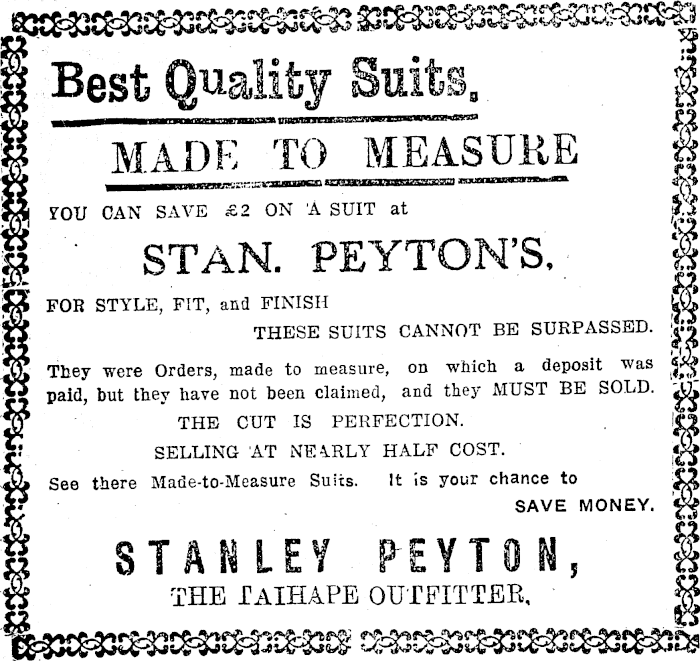 Best Quality Suits.
MADE TO MEASURE
YOU CAN SAVE £2 ON A SUIT at
STAN. PEYTON'S.
FOR STYLE, FIT, and FINISH
THESE SUITS CANNOT BE SURPASSED.
They were Orders, made to measure, on which a deposit was
paid, but they have not been claimed, and they MUST BE SOLD.
THE CUT IS PERFECTION.
SELLING AT NEARLY HALF COST.
See there Made-to-Measure Suits. It is your chance to
SAVE MONEY.
STANLEY PEYTON,
THE TAIHAPE OUTFITTER.